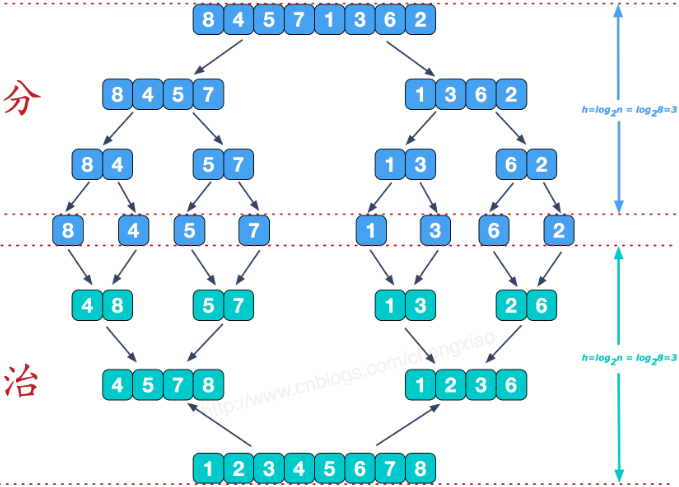 8 4 5 7 1 3 6 2
分
8 4 5 7
1 3 6 2
h=log₂n = log₂8=3
8 4
5 7
1 3
6 2
8
4
5
7
1
3
6
2
4 8
5 7
1 3
2 6
h=log₂n = log₂8=3
治
4 5 7 8
1 2 3 6
http://www.cnblogs.com/chengxiao
1 2 3 4 5 6 7 8